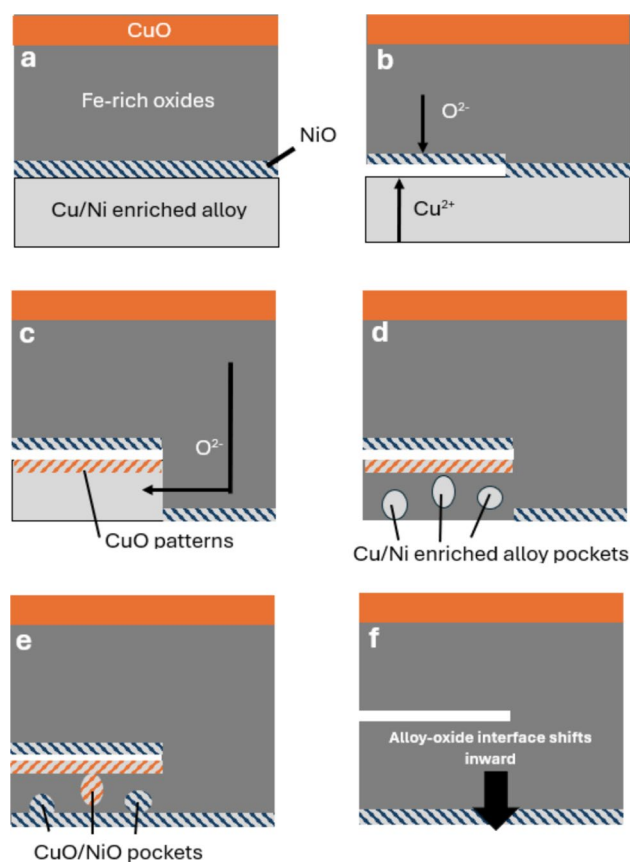 CuO
a
Fe-rich oxides
NiO
Cu/Ni enriched alloy
b
O²⁻
Cu²⁺
c
O²⁻
CuO patterns
d
Cu/Ni enriched alloy pockets
e
CuO/NiO pockets
f
Alloy-oxide interface shifts
inward